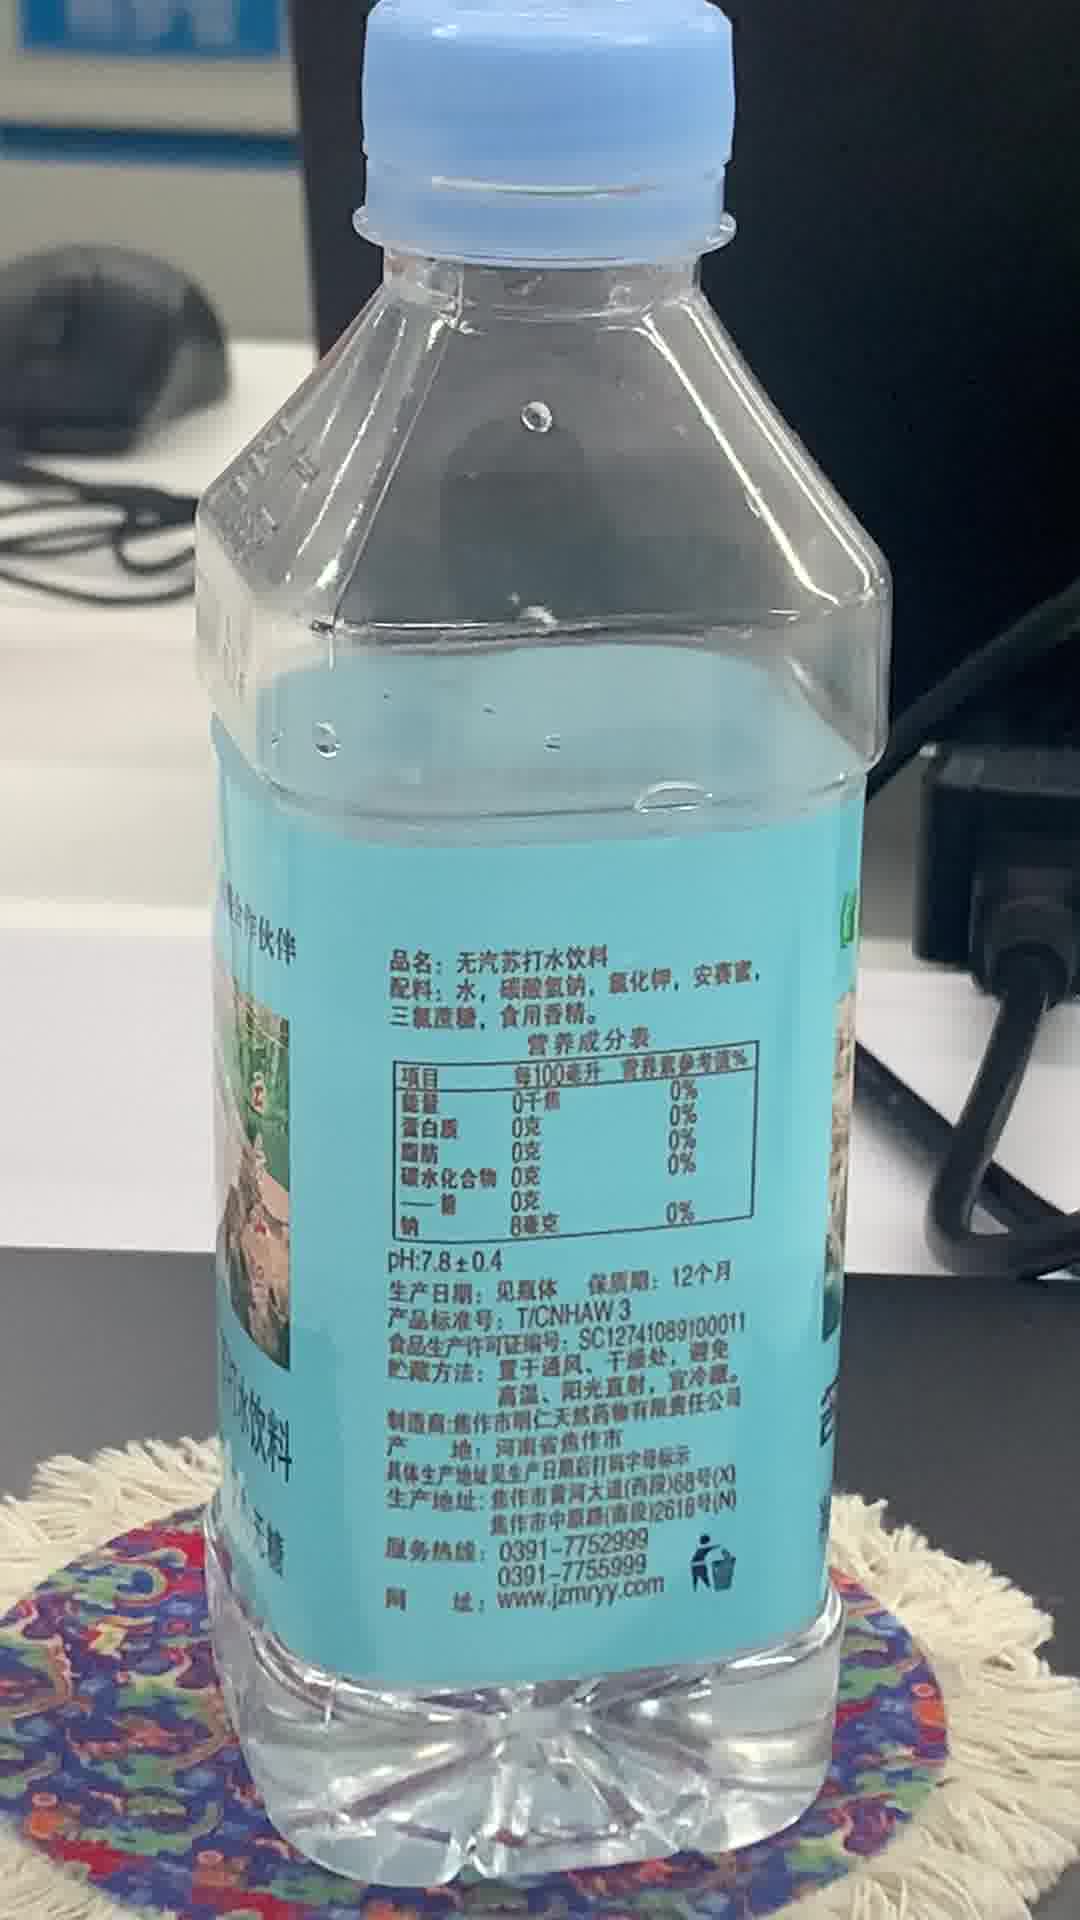 合作伙伴
品名：无汽苏打水饮料
配料：水，碳酸氢钠，氯化钾，安赛蜜，
三氯蔗糖，食用香精。
营养成分表
项目 每100毫升 营养素参考值%
能量 0千焦 0%
蛋白质 0克 0%
脂肪 0克 0%
碳水化合物 0克 0%
——糖 0克
钠 8毫克 0%
pH:7.8±0.4
生产日期：见瓶体 保质期：12个月
产品标准号：T/CNHAW 3
食品生产许可证编号：SC12741089100011
贮藏方法：置于通风、干燥处，避免
高温、阳光直射，宜冷藏。
制造商:焦作市明仁天然药物有限责任公司
产 地：河南省焦作市
具体生产地址见生产日期后打码字母标示
生产地址：焦作市黄河大道(西段)68号(X)
焦作市中原路(南段)2616号(N)
服务热线：0391-7752999
0391-7755999
网 址：www.jzmryy.com
水饮料
无糖